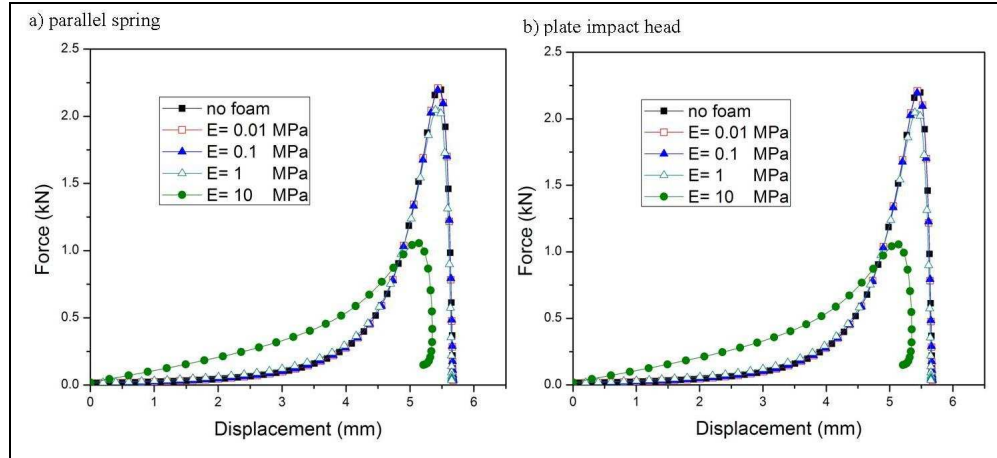 a) parallel spring
2.5
2.0
1.5
1.0
0.5
0.0
Force (kN)
no foam
E= 0.01 MPa
E= 0.1 MPa
E= 1 MPa
E= 10 MPa
0 1 2 3 4 5 6
Displacement (mm)
b) plate impact head
2.5
2.0
1.5
1.0
0.5
0.0
Force (kN)
no foam
E= 0.01 MPa
E= 0.1 MPa
E= 1 MPa
E= 10 MPa
0 1 2 3 4 5 6
Displacement (mm)